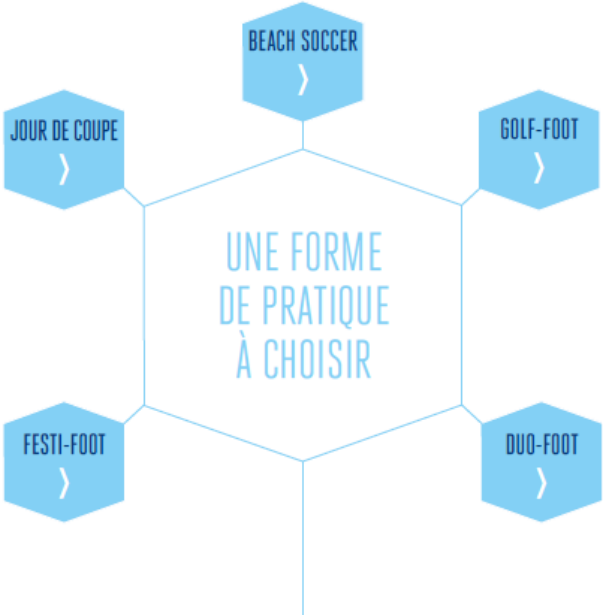 BEACH SOCCER
JOUR DE COUPE
GOLF-FOOT
UNE FORME
DE PRATIQUE
À CHOISIR
FESTI-FOOT
DUO-FOOT